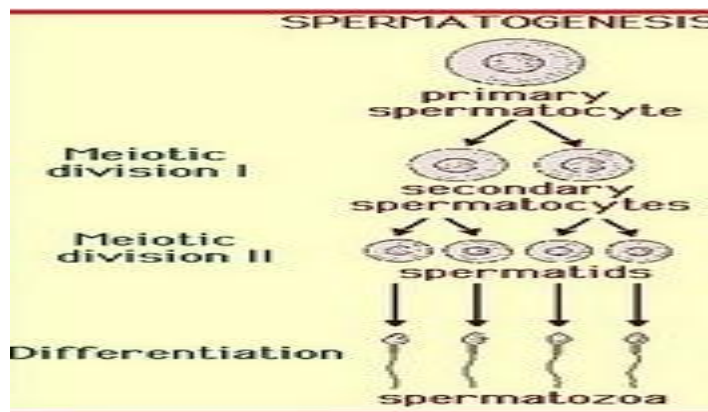 SPERMATOGENESIS
primary
spermatocyte
Meiotic
division I
secondary
spermatocytes
Meiotic
division II
spermatids
Differentiation
spermatozoa